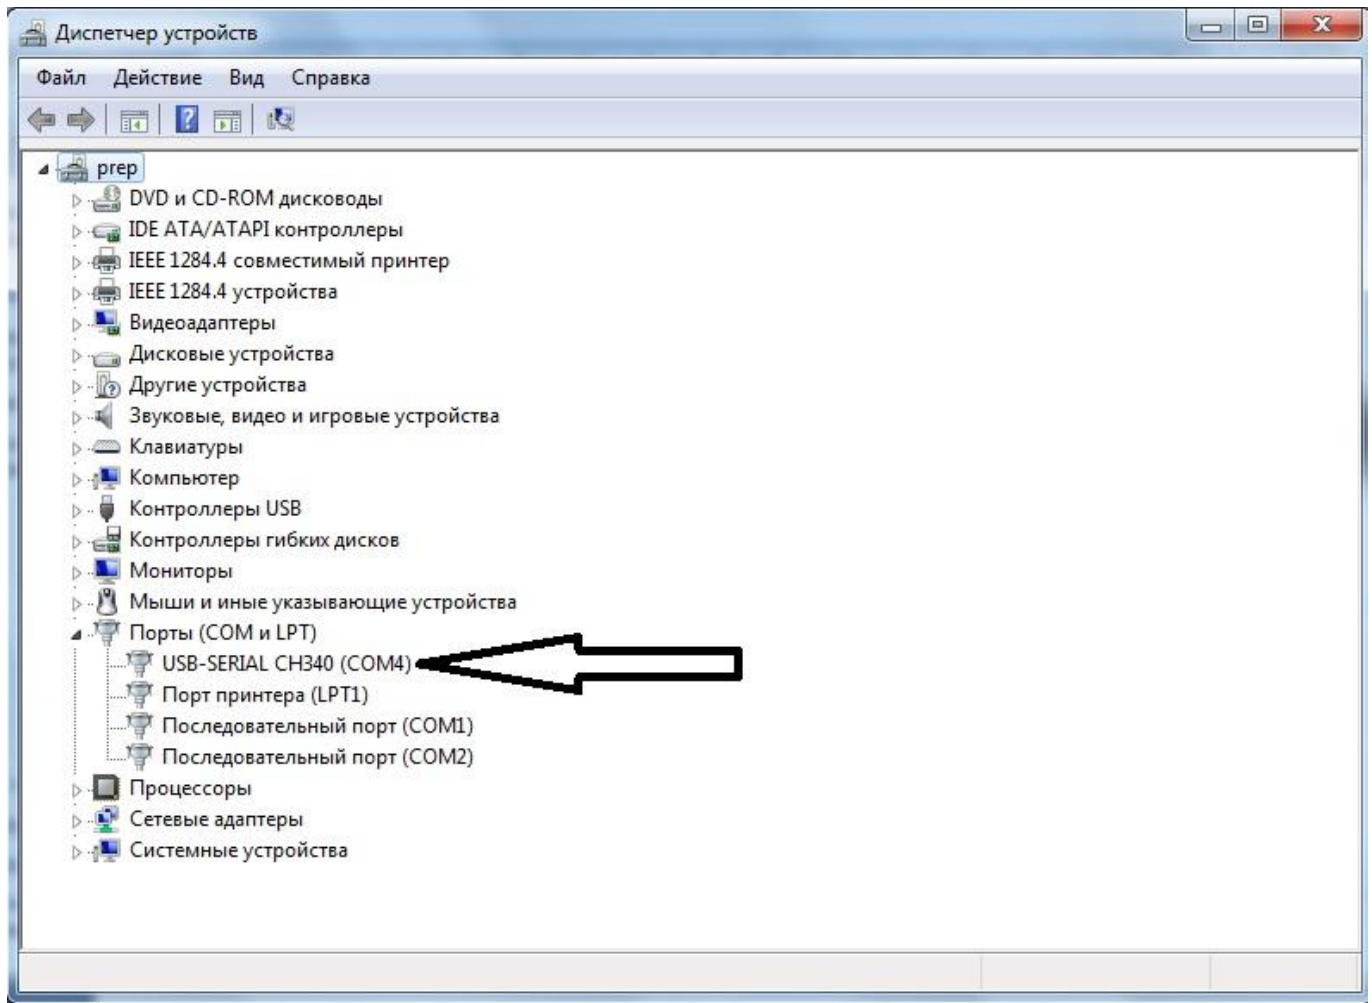 Диспетчер устройств
Файл Действие Вид Справка
prep
DVD и CD-ROM дисководы
IDE ATA/ATAPI контроллеры
IEEE 1284.4 совместимый принтер
IEEE 1284.4 устройства
Видеоадаптеры
Дисковые устройства
Другие устройства
Звуковые, видео и игровые устройства
Клавиатуры
Компьютер
Контроллеры USB
Контроллеры гибких дисков
Мониторы
Мыши и иные указывающие устройства
Порты (COM и LPT)
USB-SERIAL CH340 (COM4)
Порт принтера (LPT1)
Последовательный порт (COM1)
Последовательный порт (COM2)
Процессоры
Сетевые адаптеры
Системные устройства